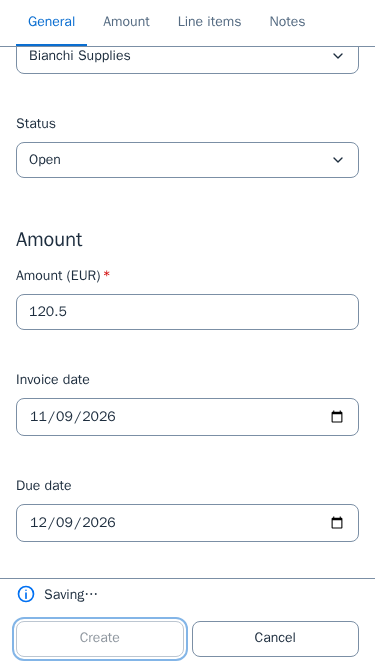 General Amount Line items Notes
Bianchi Supplies
Status
Open
Amount
Amount (EUR) *
120.5
Invoice date
11/09/2026
Due date
12/09/2026
Saving…
Create Cancel